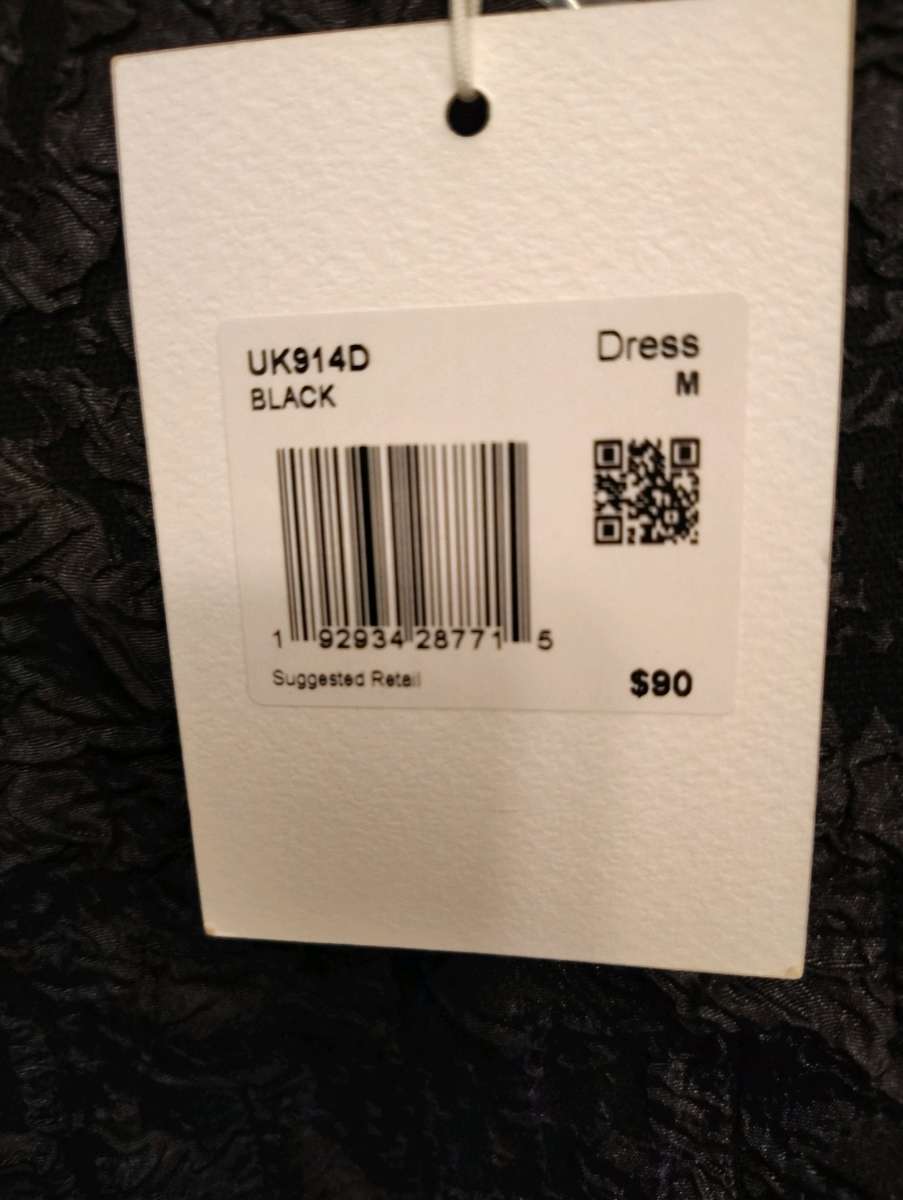 UK914D Dress
BLACK M
1 92934 28771 5
Suggested Retail $90